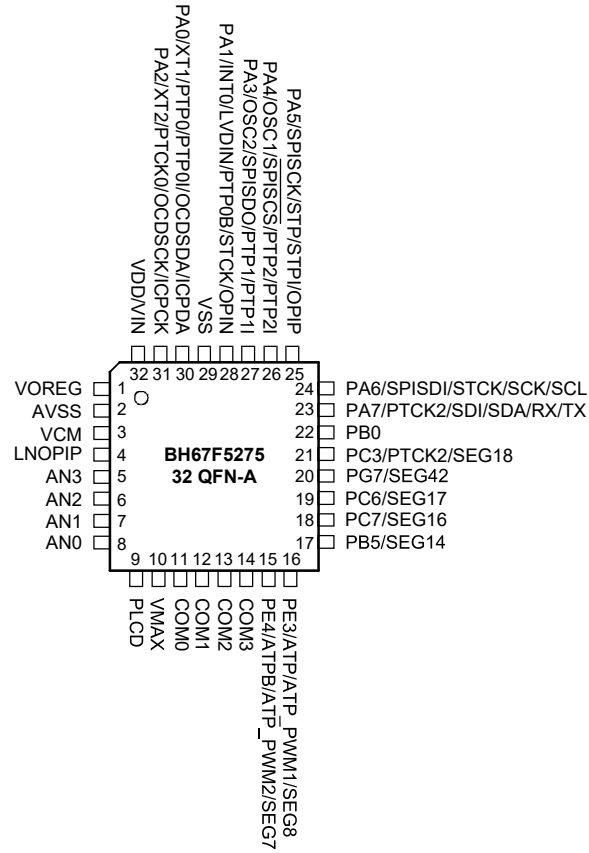 PA5/SPISCK/STP/STPI/OPIP
PA4/OSC1/SPISCS/PTP2/PTP2I
PA3/OSC2/SPISDO/PTP1/PTP1I
PA1/INT0/LVDIN/PTP0B/STCK/OPIN
VSS
PA0/XT1/PTP0/PTP0I/OCDSDA/ICPDA
PA2/XT2/PTCK0/OCDSCK/ICPCK
VDD/VIN
32 31 30 29 28 27 26 25
VOREG 1
AVSS 2
VCM 3
LNOPIP 4
AN3 5
AN2 6
AN1 7
AN0 8
BH67F5275
32 QFN-A
24 PA6/SPISDI/STCK/SCK/SCL
23 PA7/PTCK2/SDI/SDA/RX/TX
22 PB0
21 PC3/PTCK2/SEG18
20 PG7/SEG42
19 PC6/SEG17
18 PC7/SEG16
17 PB5/SEG14
9 10 11 12 13 14 15 16
PLCD
VMAX
COM0
COM1
COM2
COM3
PE4/ATPB/ATP_PWM2/SEG7
PE3/ATP/ATP_PWM1/SEG8